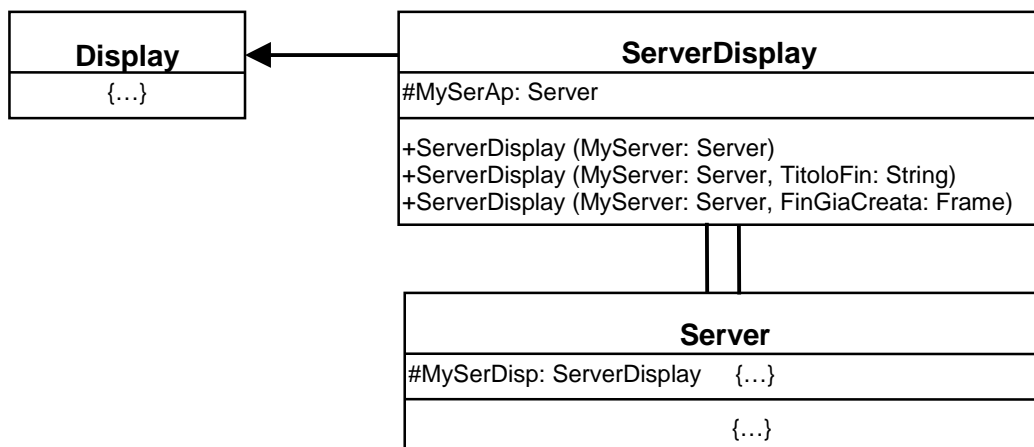 Display
{…}
ServerDisplay
#MySerAp: Server
+ServerDisplay (MyServer: Server)
+ServerDisplay (MyServer: Server, TitoloFin: String)
+ServerDisplay (MyServer: Server, FinGiaCreata: Frame)
Server
#MySerDisp: ServerDisplay {…}
{…}